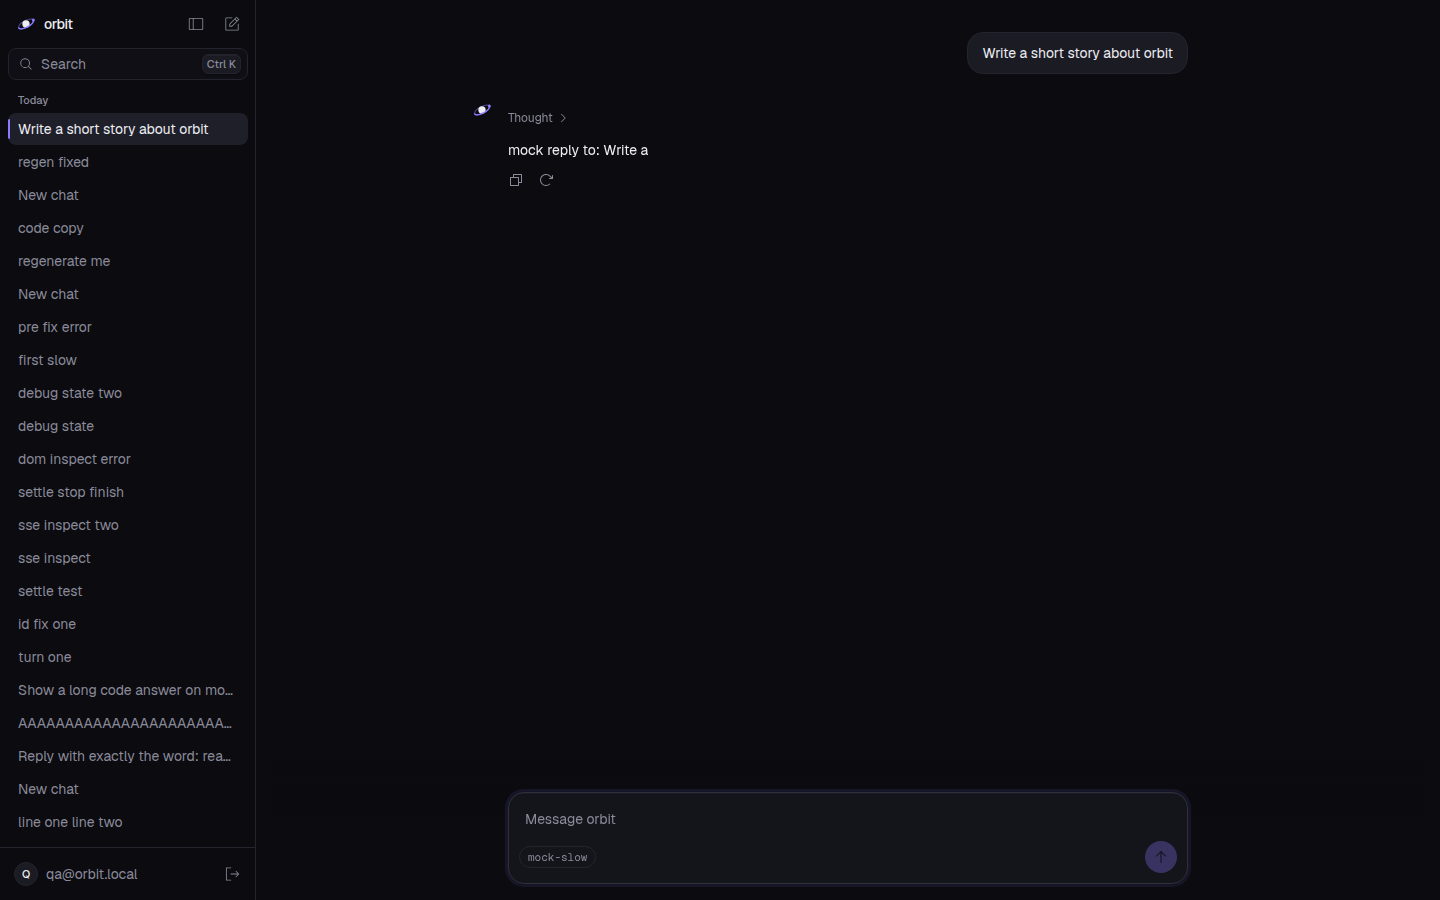 orbit
Search
Ctrl K
Today
Write a short story about orbit
regen fixed
New chat
code copy
regenerate me
New chat
pre fix error
first slow
debug state two
debug state
dom inspect error
settle stop finish
sse inspect two
sse inspect
settle test
id fix one
turn one
Show a long code answer on mo...
AAAAAAAAAAAAAAAAAAAAAAA...
Reply with exactly the word: rea...
New chat
line one line two
Q
qa@orbit.local
Write a short story about orbit
Thought
mock reply to: Write a
Message orbit
mock-slow